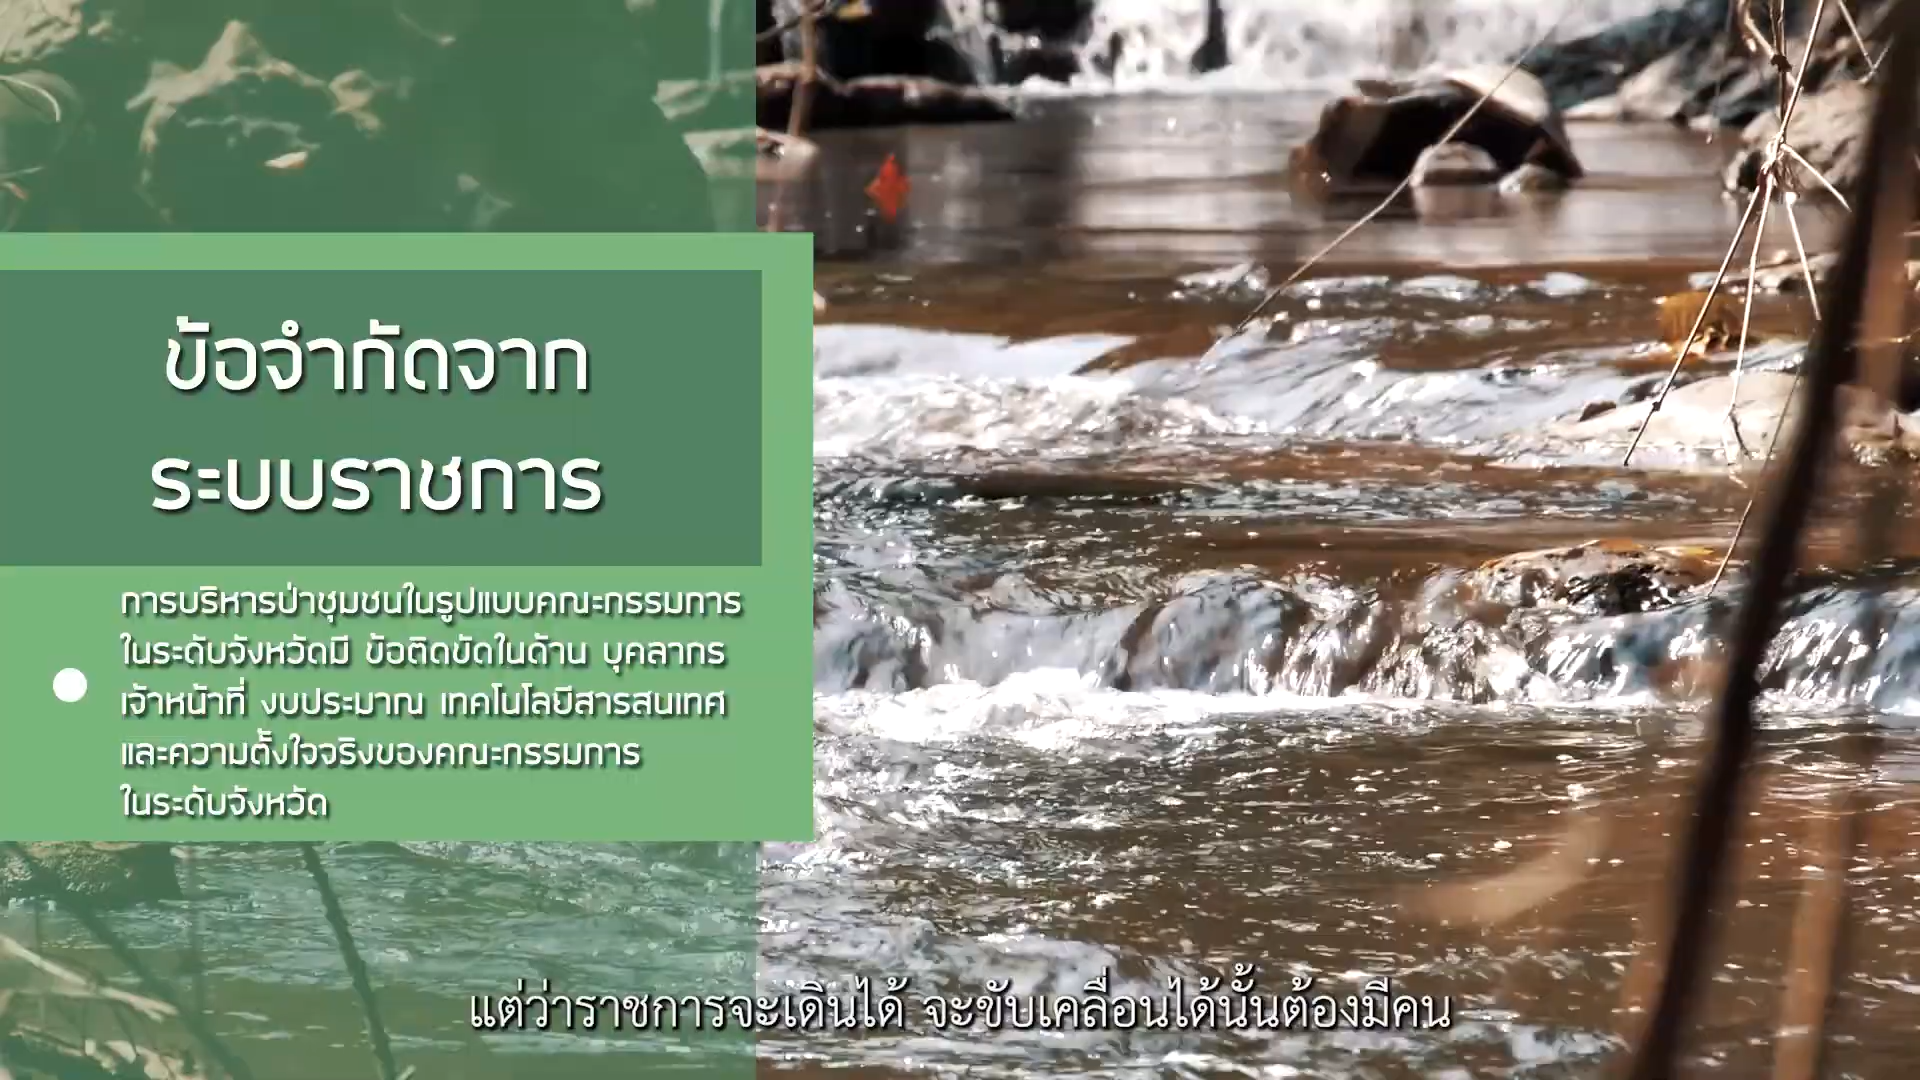 ข้อจำกัดจาก
ระบบราชการ
การบริหารป่าชุมชนในรูปแบบคณะกรรมการ
ในระดับจังหวัดมี ข้อติดขัดในด้าน บุคลากร
เจ้าหน้าที่ งบประมาณ เทคโนโลยีสารสนเทศ
และความตั้งใจจริงของคณะกรรมการ
ในระดับจังหวัด
แต่ว่าราชการจะเดินได้ จะขับเคลื่อนได้นั้นต้องมีคน